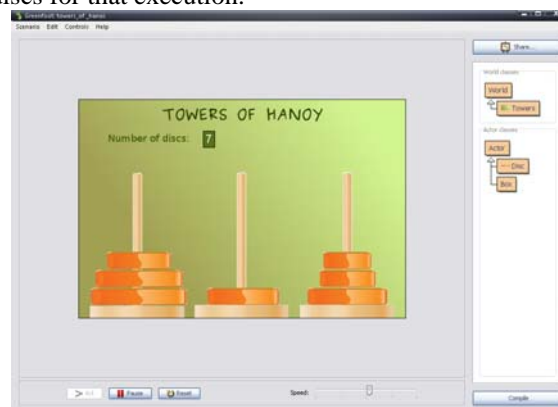 uses for that execution.
Greenfoot: towers_of_hanoi
Scenario Edit Controls Help
Share...
World classes
World
Towers
TOWERS OF HANOY
Number of discs: 7
Actor classes
Actor
Disc
Box
Act
Pause
Reset
Speed:
Compile